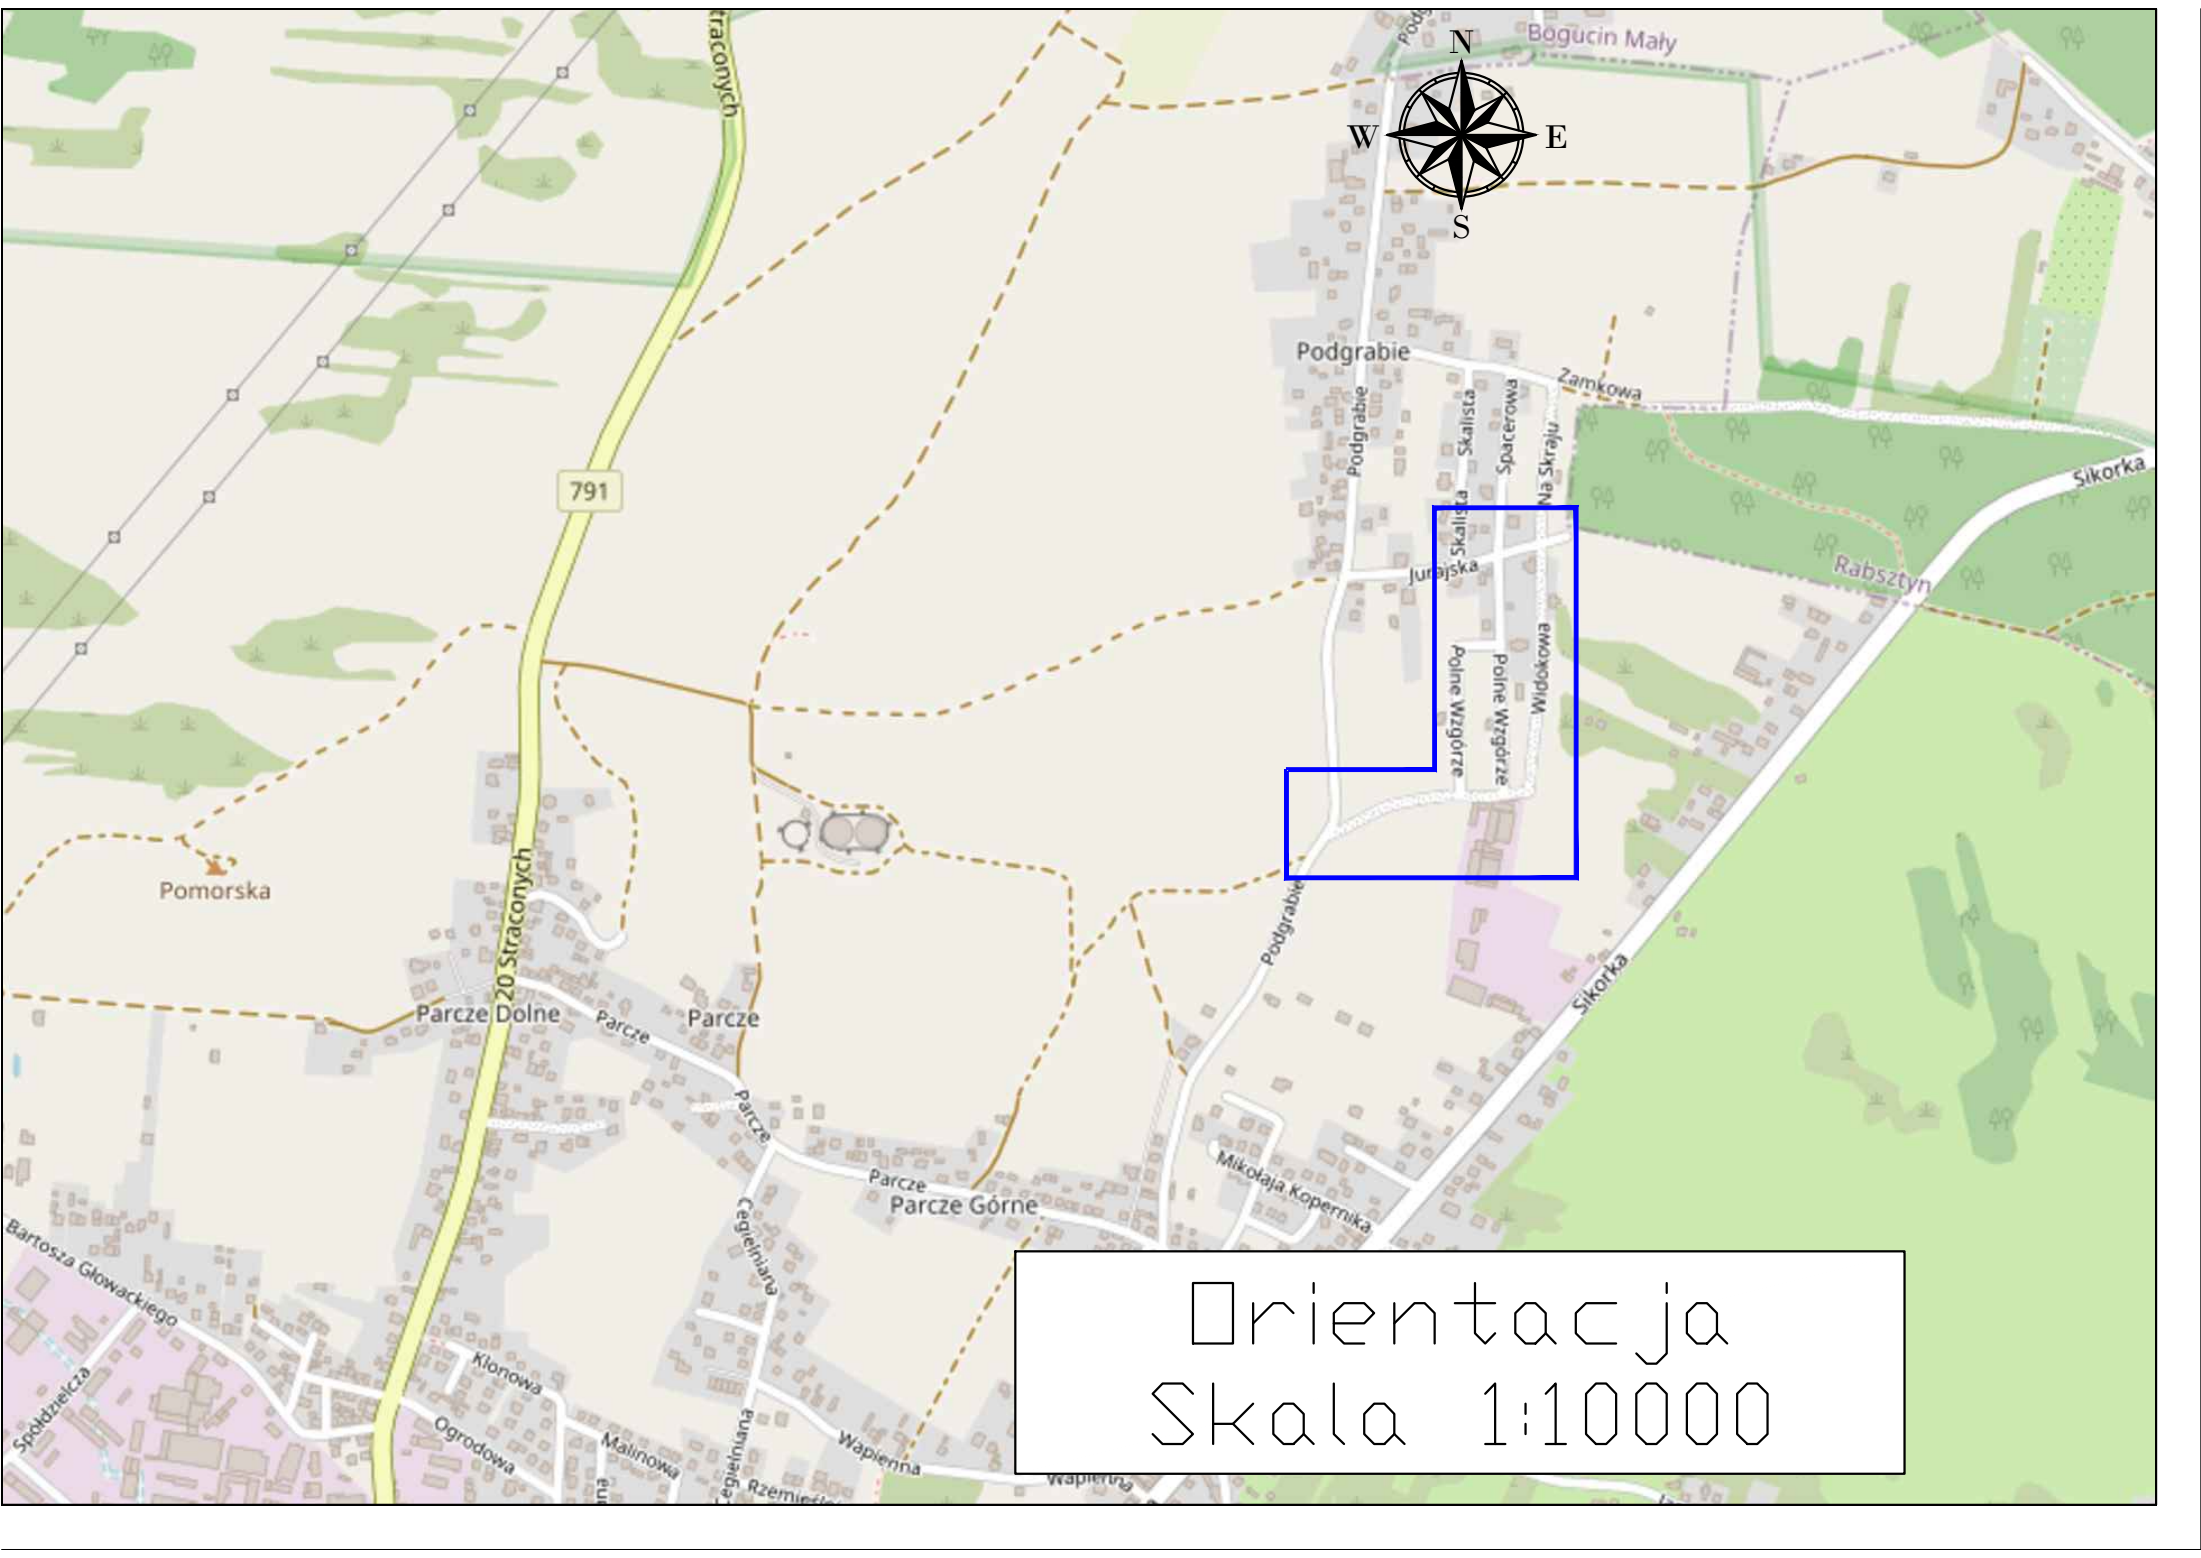 Straconych
Podg
Bogucin Mały
N
W
E
S
Podgrabie
Zamkowa
Skalista
Spacerowa
Podgrabie
Na Skraju
Sikorka
791
Skalista
Jurajska
Rabsztyn
Widokowa
Polne Wzgórze
Polne Wzgórze
Pomorska
20 Straconych
Podgrabie
Sikorka
Parcze Dolne
Parcze
Parcze
Parcze
Mikołaja Kopernika
Parcze
Parcze Górne
Cegielniana
Bartosza Głowackiego
Orientacja
Skala 1:10000
Klonowa
Spółdzielcza
Ogrodowa
Malinowa
Cegielniana
Wapienna
Wapienna